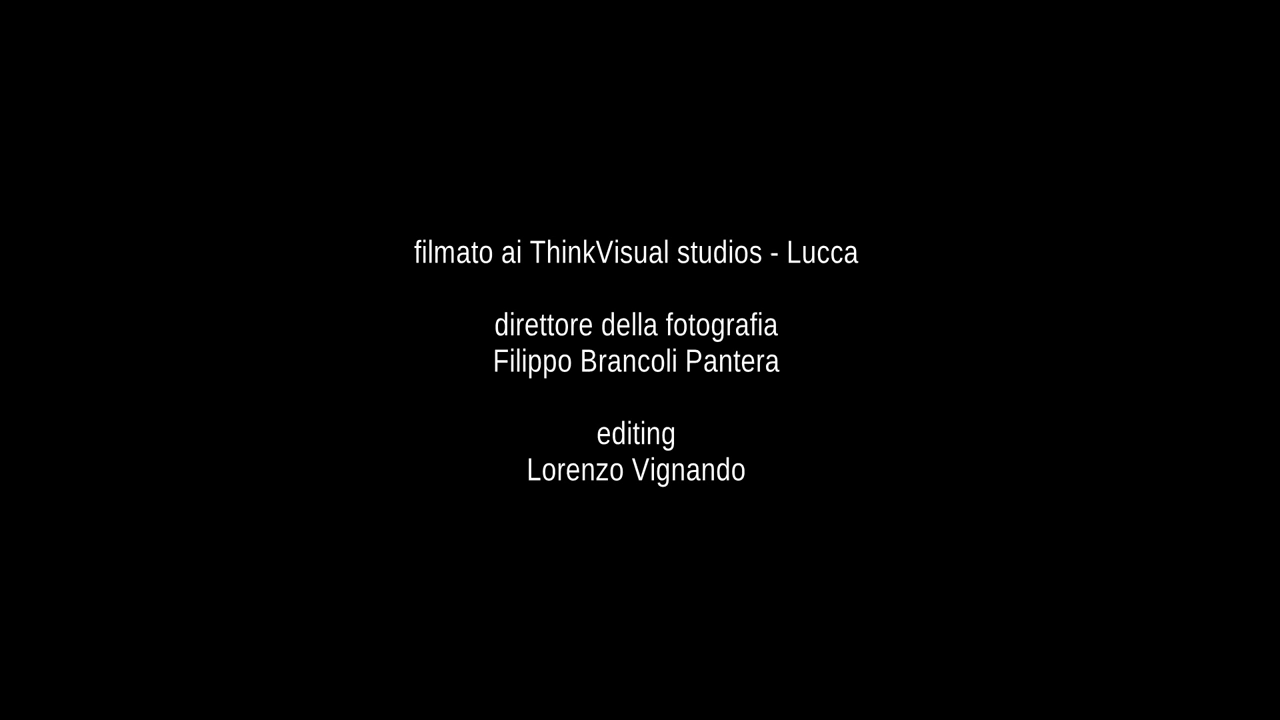 filmato ai ThinkVisual studios - Lucca
direttore della fotografia
Filippo Brancoli Pantera
editing
Lorenzo Vignando